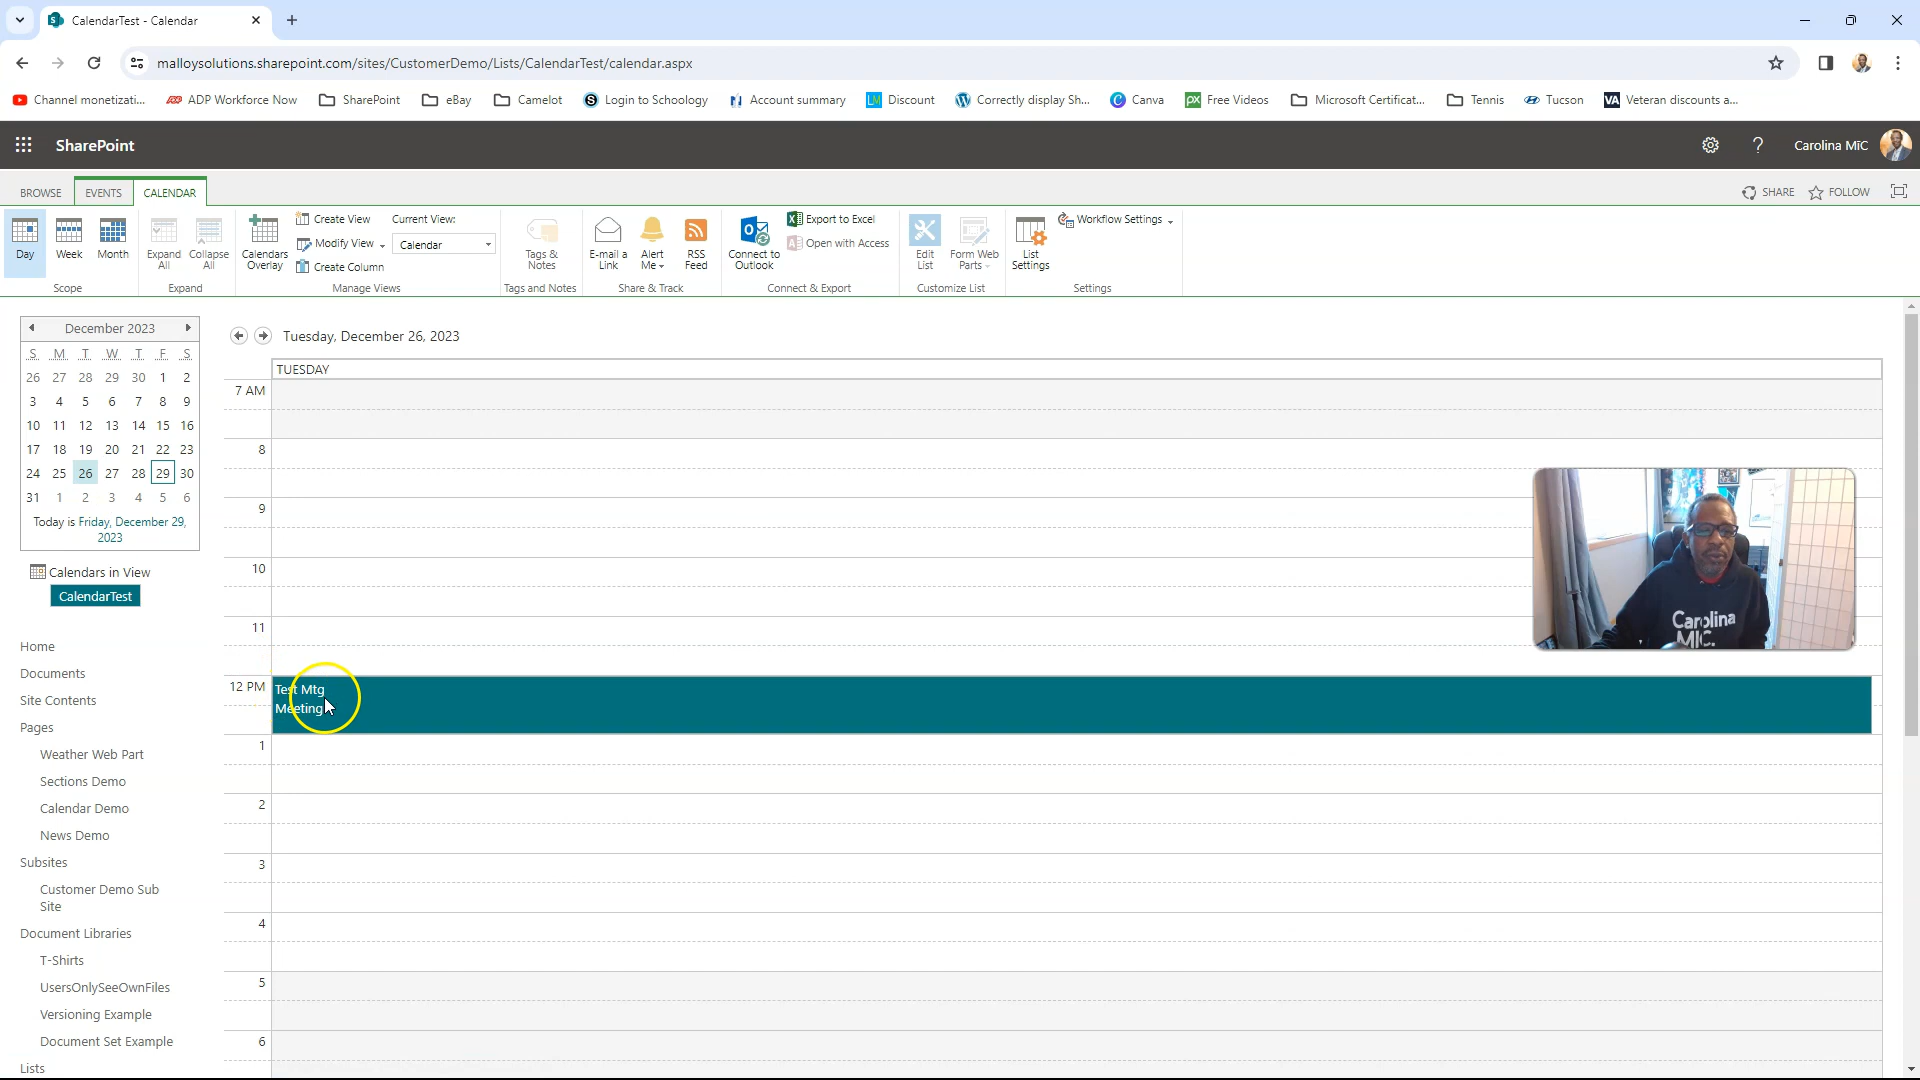 CalendarTest - Calendar
malloysolutions.sharepoint.com/sites/CustomerDemo/Lists/CalendarTest/calendar.aspx
Channel monetizati... ADP Workforce Now SharePoint eBay Camelot Login to Schoology Account summary LM Discount Correctly display Sh... Canva PX Free Videos Microsoft Certificat... Tennis Tucson VA Veteran discounts a...
SharePoint ? Carolina MiC
BROWSE EVENTS CALENDAR SHARE FOLLOW
Day Week Month
Scope
Expand All Collapse All
Expand
Calendars Overlay
Create View
Modify View
Create Column
Current View:
Calendar
Manage Views
Tags & Notes
Tags and Notes
E-mail a Link Alert Me RSS Feed
Share & Track
Connect to Outlook
Export to Excel
Open with Access
Connect & Export
Edit List Form Web Parts
Customize List
List Settings
Workflow Settings
Settings
December 2023
S M T W T F S
26 27 28 29 30 1 2
3 4 5 6 7 8 9
10 11 12 13 14 15 16
17 18 19 20 21 22 23
24 25 26 27 28 29 30
31 1 2 3 4 5 6
Today is Friday, December 29,
2023
Calendars in View
CalendarTest
Home
Documents
Site Contents
Pages
Weather Web Part
Sections Demo
Calendar Demo
News Demo
Subsites
Customer Demo Sub
Site
Document Libraries
T-Shirts
UsersOnlySeeOwnFiles
Versioning Example
Document Set Example
Lists
Tuesday, December 26, 2023
TUESDAY
7 AM
8
9
10
11
12 PM
Test Mtg
Meeting
1
2
3
4
5
6
Carolina
MIC.